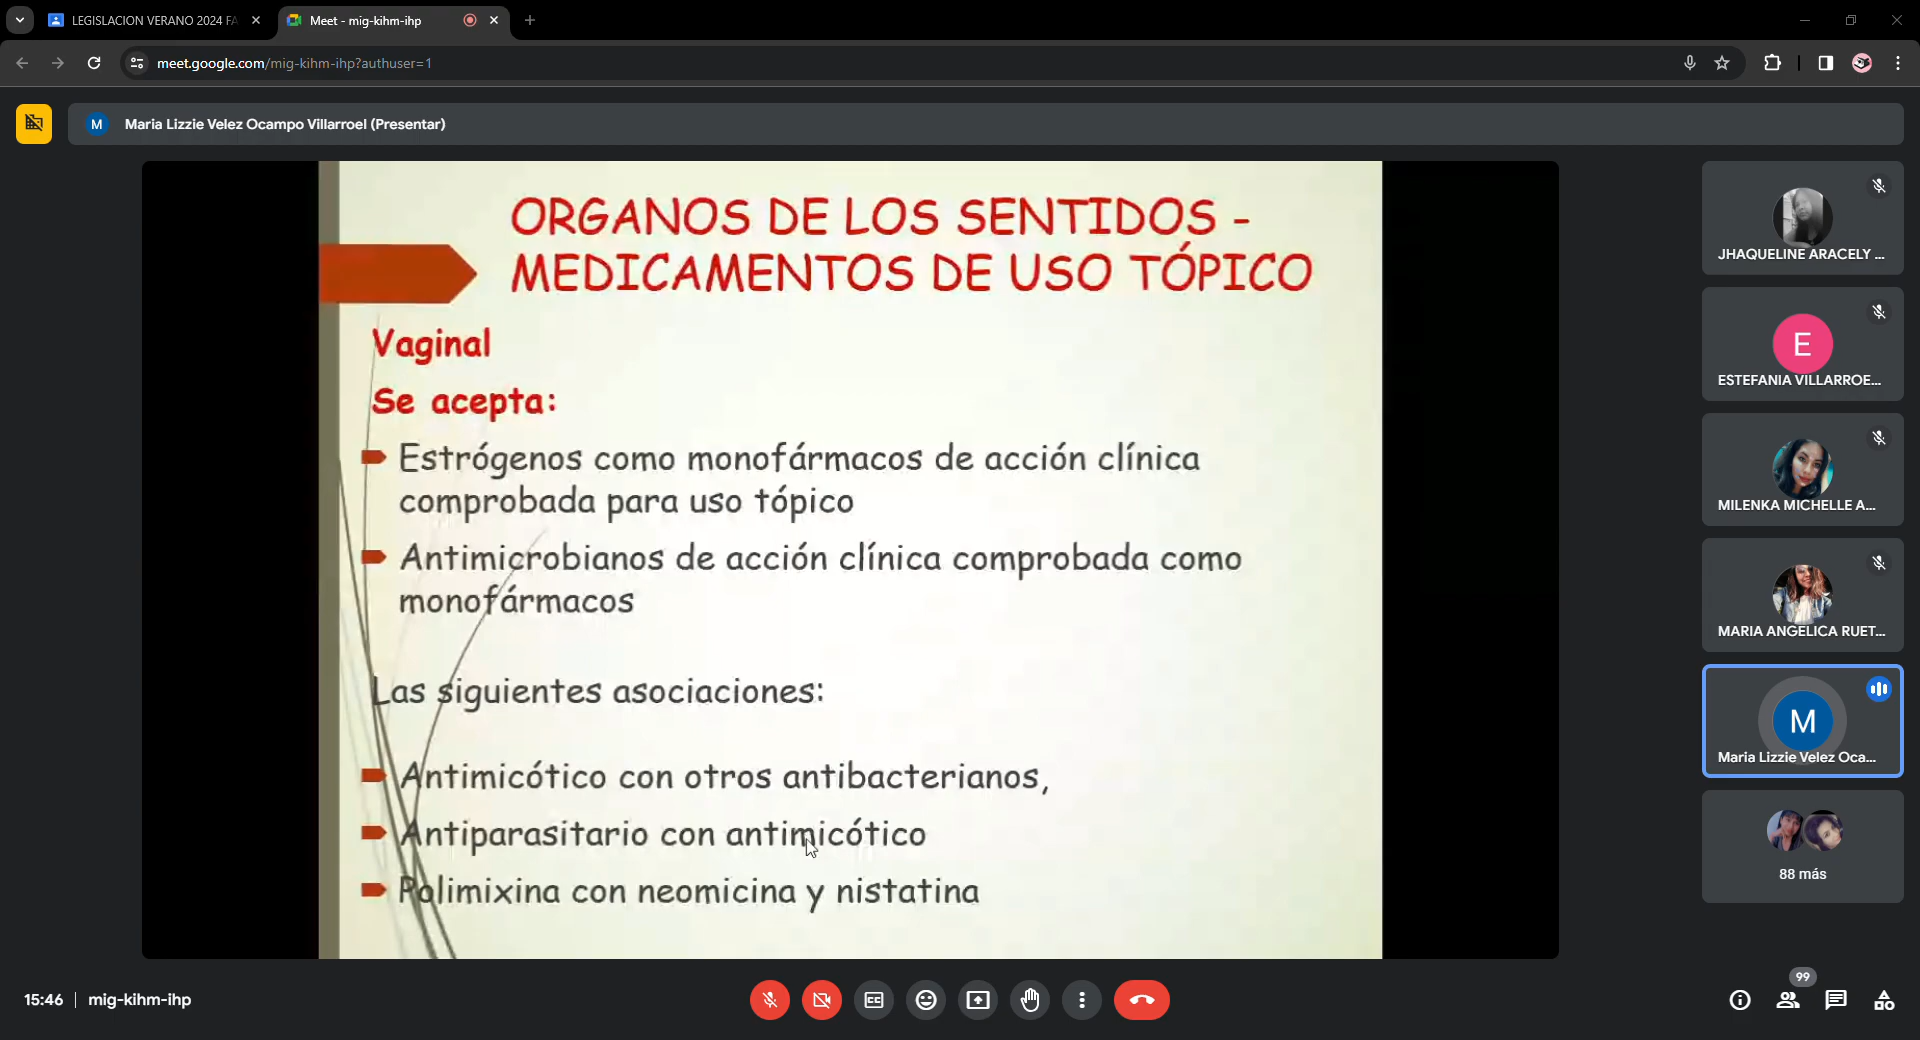 LEGISLACION VERANO 2024 FA
Meet - mig-kihm-ihp
meet.google.com/mig-kihm-ihp?authuser=1
M
Maria Lizzie Velez Ocampo Villarroel (Presentar)
ORGANOS DE LOS SENTIDOS -
MEDICAMENTOS DE USO TÓPICO
Vaginal
Se acepta:
Estrógenos como monofármacos de acción clínica
comprobada para uso tópico
Antimicrobianos de acción clínica comprobada como
monofármacos
Las siguientes asociaciones:
Antimicótico con otros antibacterianos,
Antiparasitario con antimicótico
Polimixina con neomicina y nistatina
JHAQUELINE ARACELY ...
E
ESTEFANIA VILLARROE...
MILENKA MICHELLE A...
MARIA ANGELICA RUET...
M
Maria Lizzie Velez Oca...
88 más
15:46 | mig-kihm-ihp
99